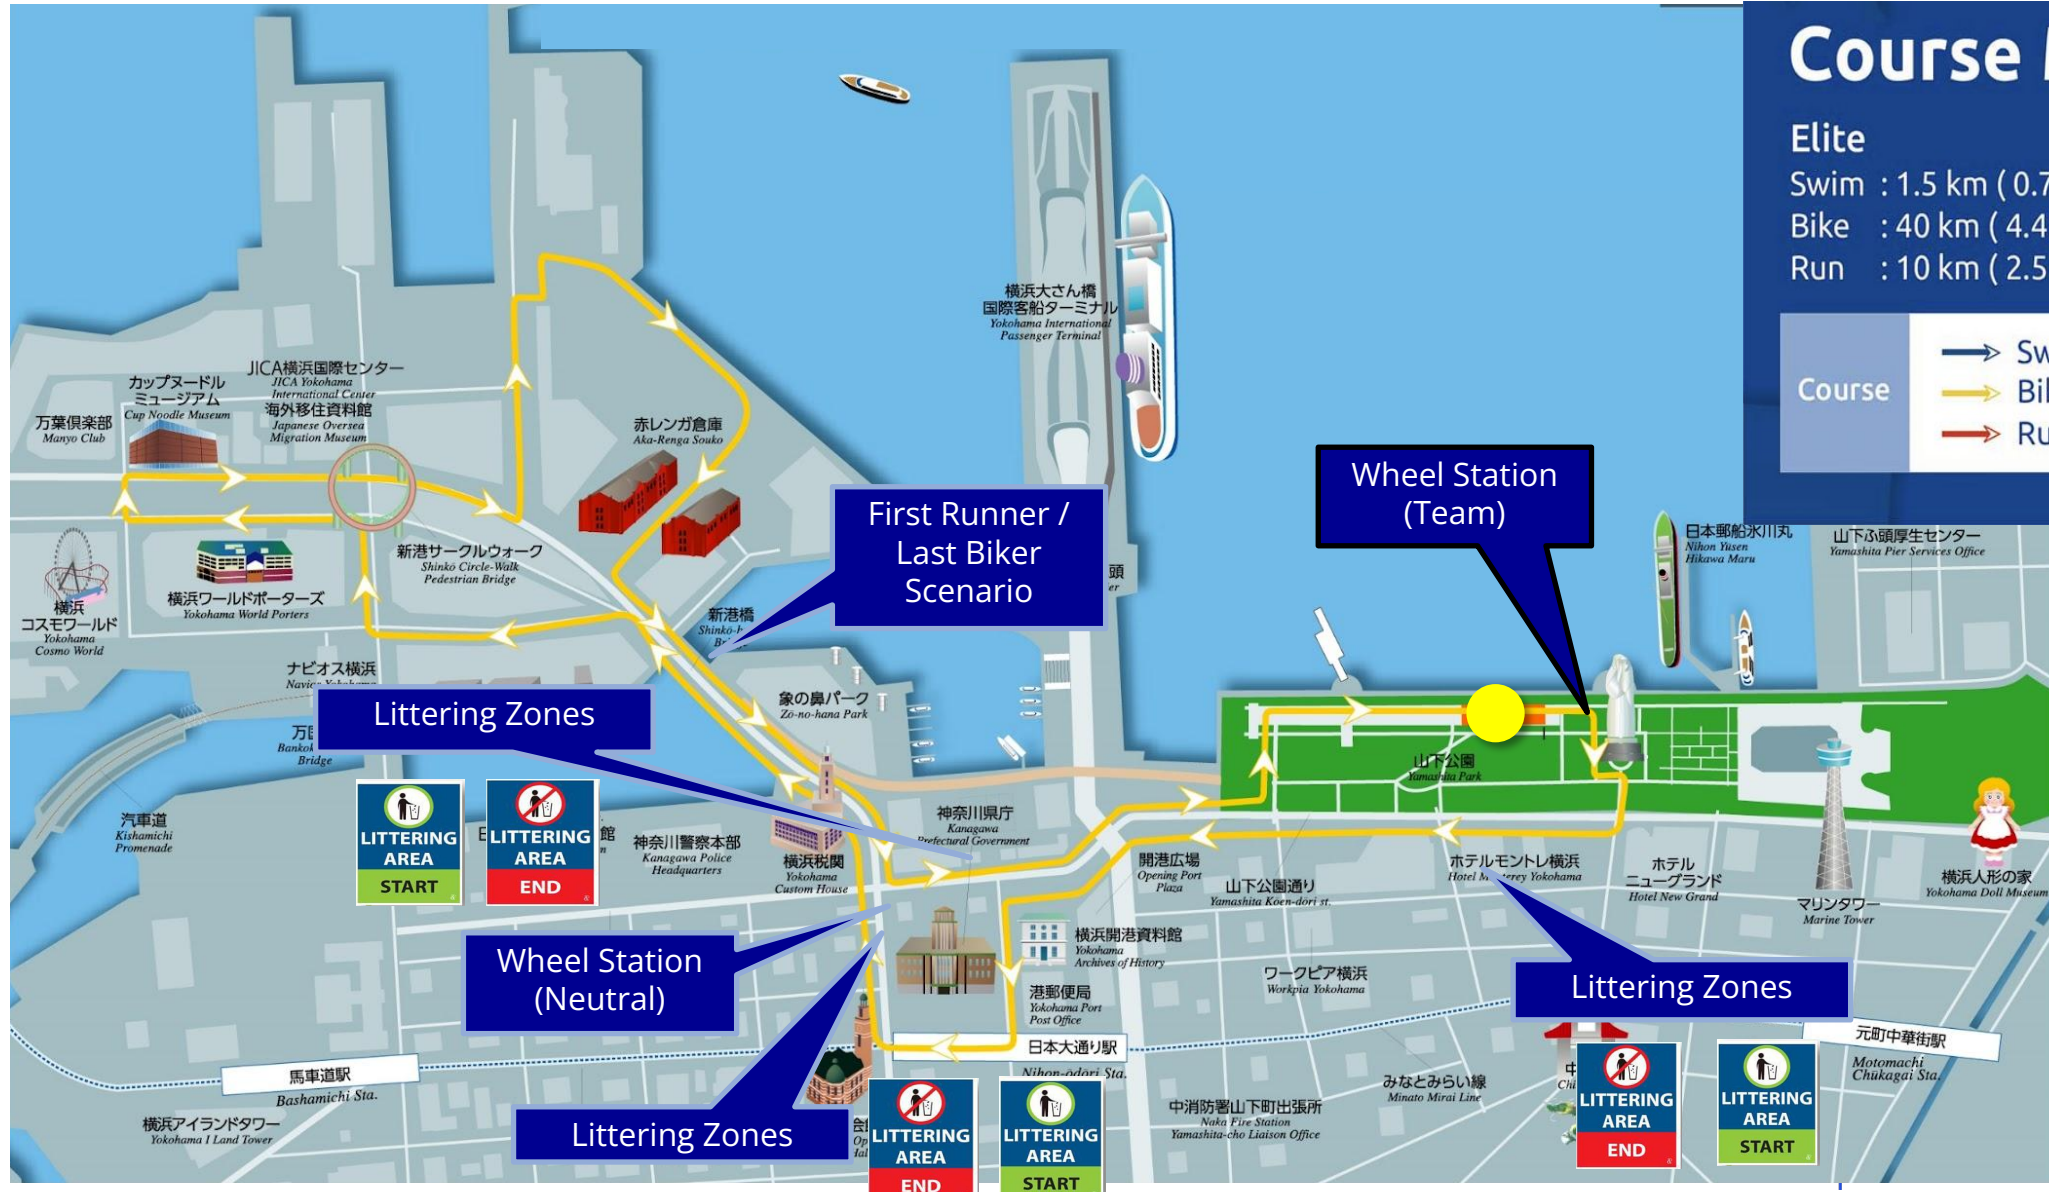 Course
Elite
Swim : 1.5 km ( 0.7
Bike : 40 km ( 4.4
Run : 10 km ( 2.5
Course
横浜大さん橋
国際客船ターミナル
Yokohama International
Passenger Terminal
JICA横浜国際センター
JICA Yokohama
International Center
海外移住資料館
Japanese Oversea
Migration Museum
カップヌードル
ミュージアム
Cup Noodle Museum
万葉倶楽部
Manyo Club
赤レンガ倉庫
Aka-Renga Souko
First Runner /
Last Biker
Scenario
Wheel Station
(Team)
日本郵船氷川丸
Nihon Yusen
Hikawa Maru
山下ふ頭厚生センター
Yamashita Pier Services Office
新港サークルウォーク
Shinkō Circle-Walk
Pedestrian Bridge
横浜ワールドポーターズ
Yokohama World Porters
横浜
コスモワールド
Yokohama
Cosmo World
新港橋
頭
ナビオス横浜
象の鼻パーク
Zō-no-hana Park
Littering Zones
Bridge
山下公園
Yamashita Park
汽車道
Kishamichi
Promenade
LITTERING
AREA
START
LITTERING
AREA
END
館
神奈川警察本部
Kanagawa Police
Headquarters
横浜税関
Yokohama
Custom House
神奈川県庁
Kanagawa
Prefectural Government
開港広場
Opening Port
Plaza
山下公園通り
Yamashita Koen-dori st.
ホテルモントレ横浜
Hotel Monterey Yokohama
ホテル
ニューグランド
Hotel New Grand
マリンタワー
Marine Tower
横浜人形の家
Yokohama Doll Museum
Wheel Station
(Neutral)
横浜開港資料館
Yokohama
Archives of History
港郵便局
Yokohama Port
Post Office
ワークピア横浜
Workpia Yokohama
Littering Zones
日本大通り駅
Nihon-odori Sta.
元町中華街駅
Motomachi
Chūkagai Sta.
馬車道駅
Bashamichi Sta.
横浜アイランドタワー
Yokohama I Land Tower
Littering Zones
LITTERING
AREA
END
LITTERING
AREA
START
中消防署山下町出張所
Naka Fire Station
Yamashita-cho Liaison Office
みなとみらい線
Minato Mirai Line
LITTERING
AREA
END
LITTERING
AREA
START